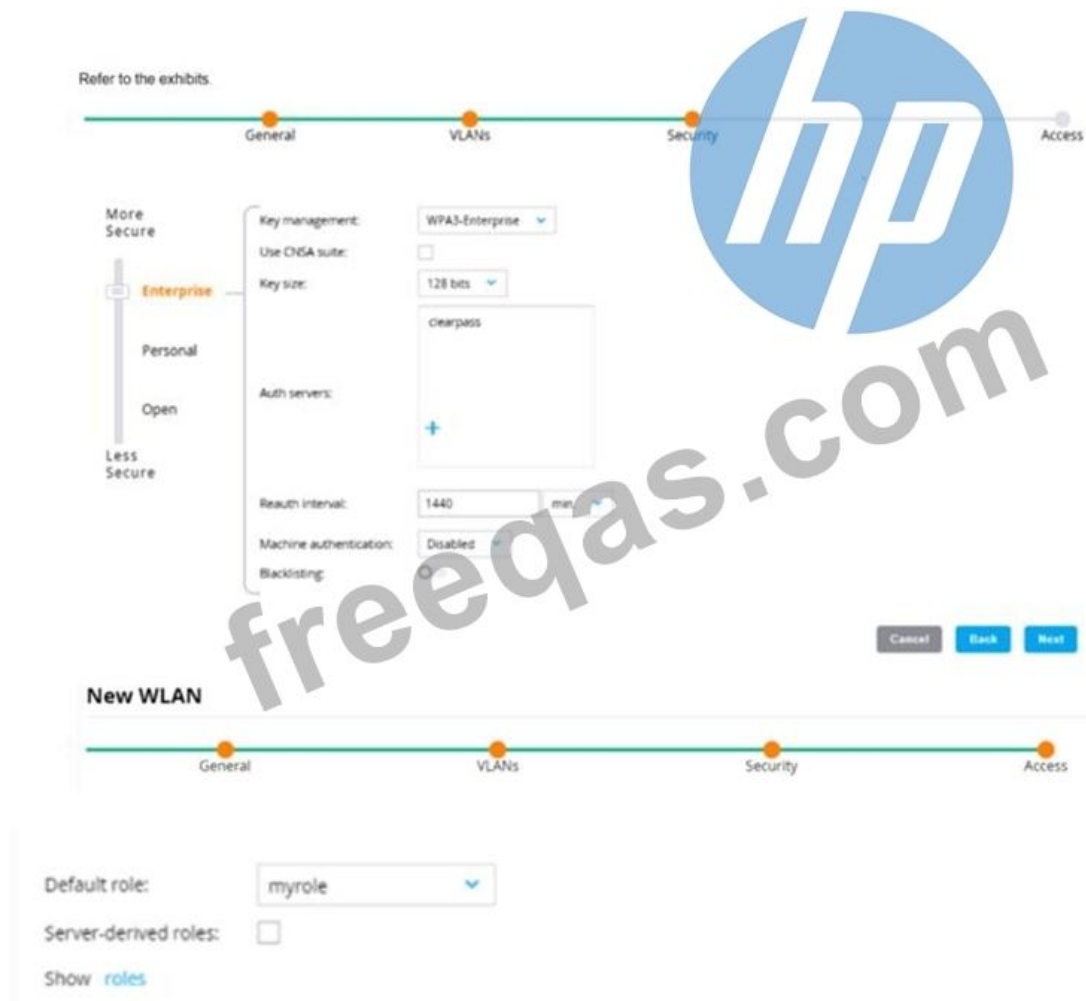 Refer to the exhibits.
hp
General VLANs Security Access
More Secure
Enterprise
Personal
Open
Less Secure
Key management: WPA3-Enterprise
Use CNSA suite:
Key size: 128 bits
clearpass
Auth servers:
+
Reauth interval: 1440 min
Machine authentication: Disabled
Blacklisting:
freeqas.com
Cancel Back Next
New WLAN
General VLANs Security Access
Default role: myrole
Server-derived roles:
Show roles